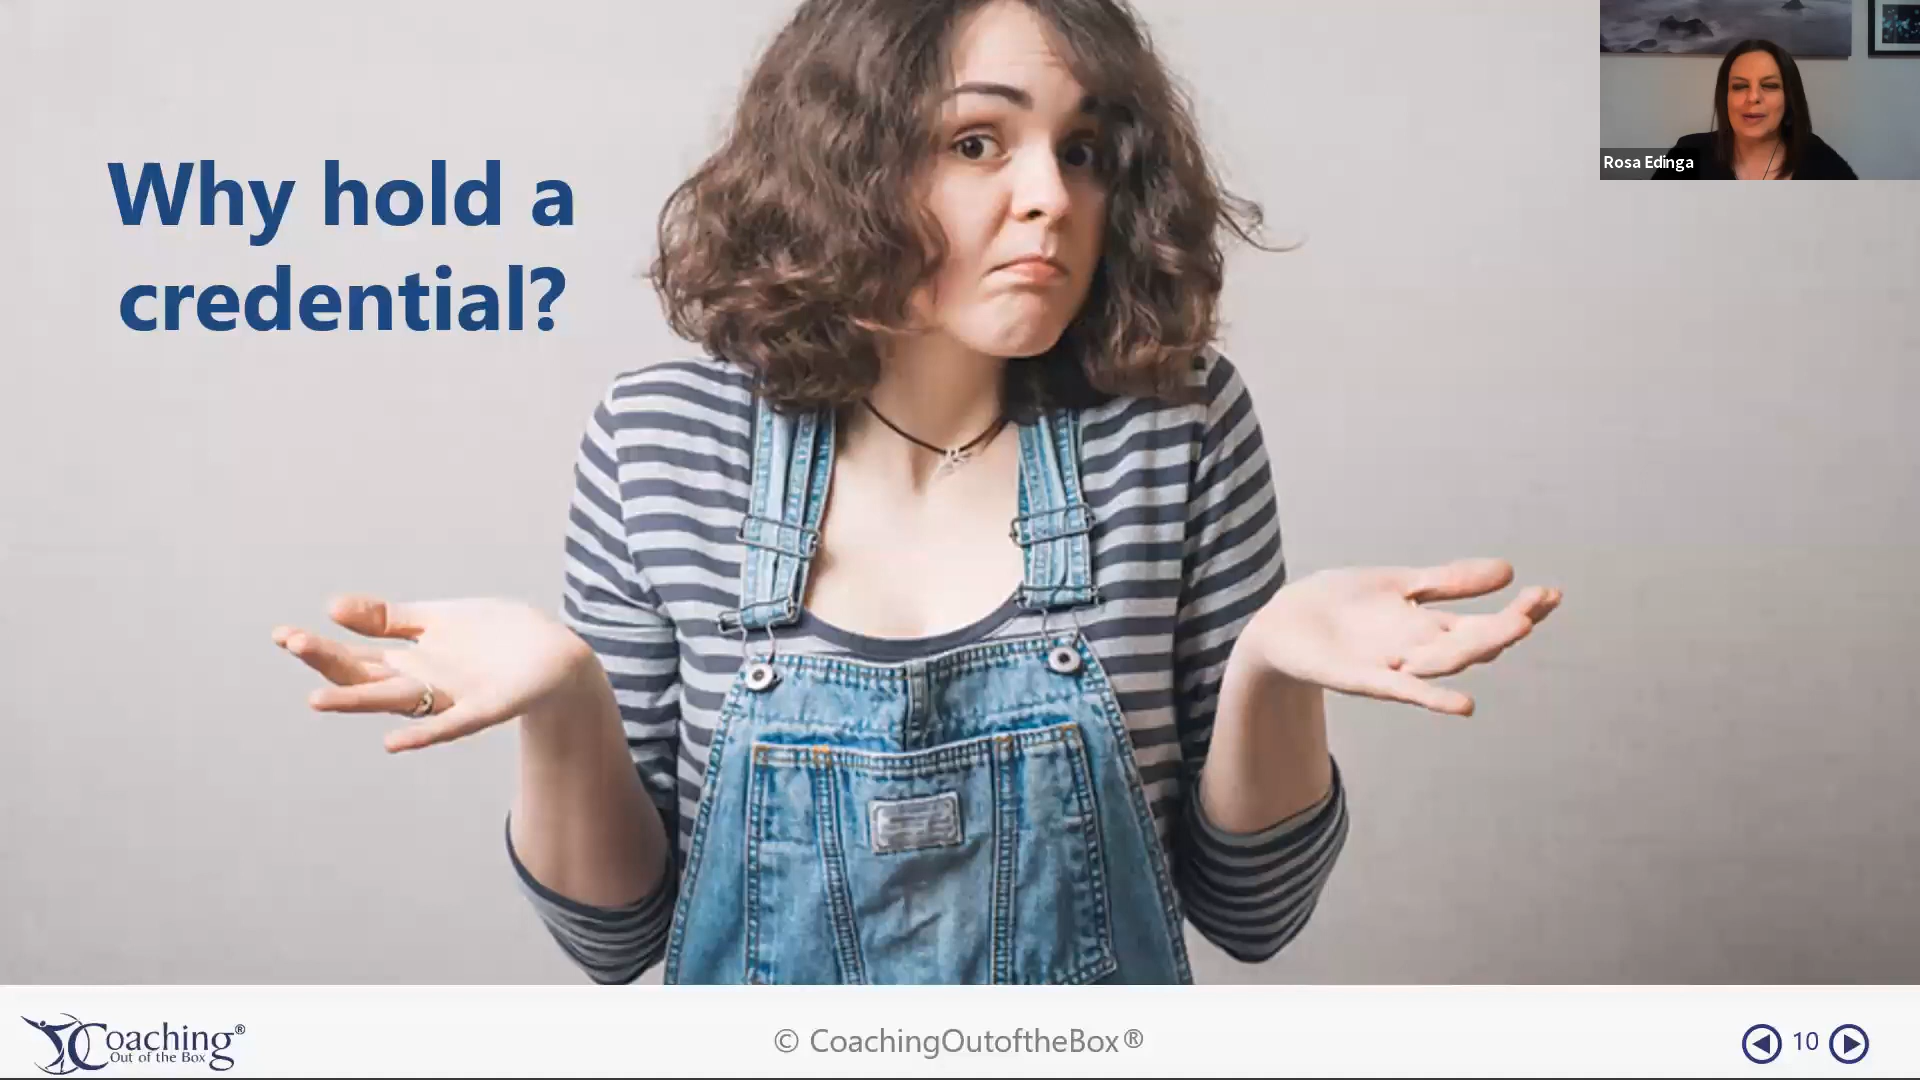 Why hold a
credential?
Rosa Edinga
Coaching®
Out of the Box
© CoachingOutoftheBox®
10